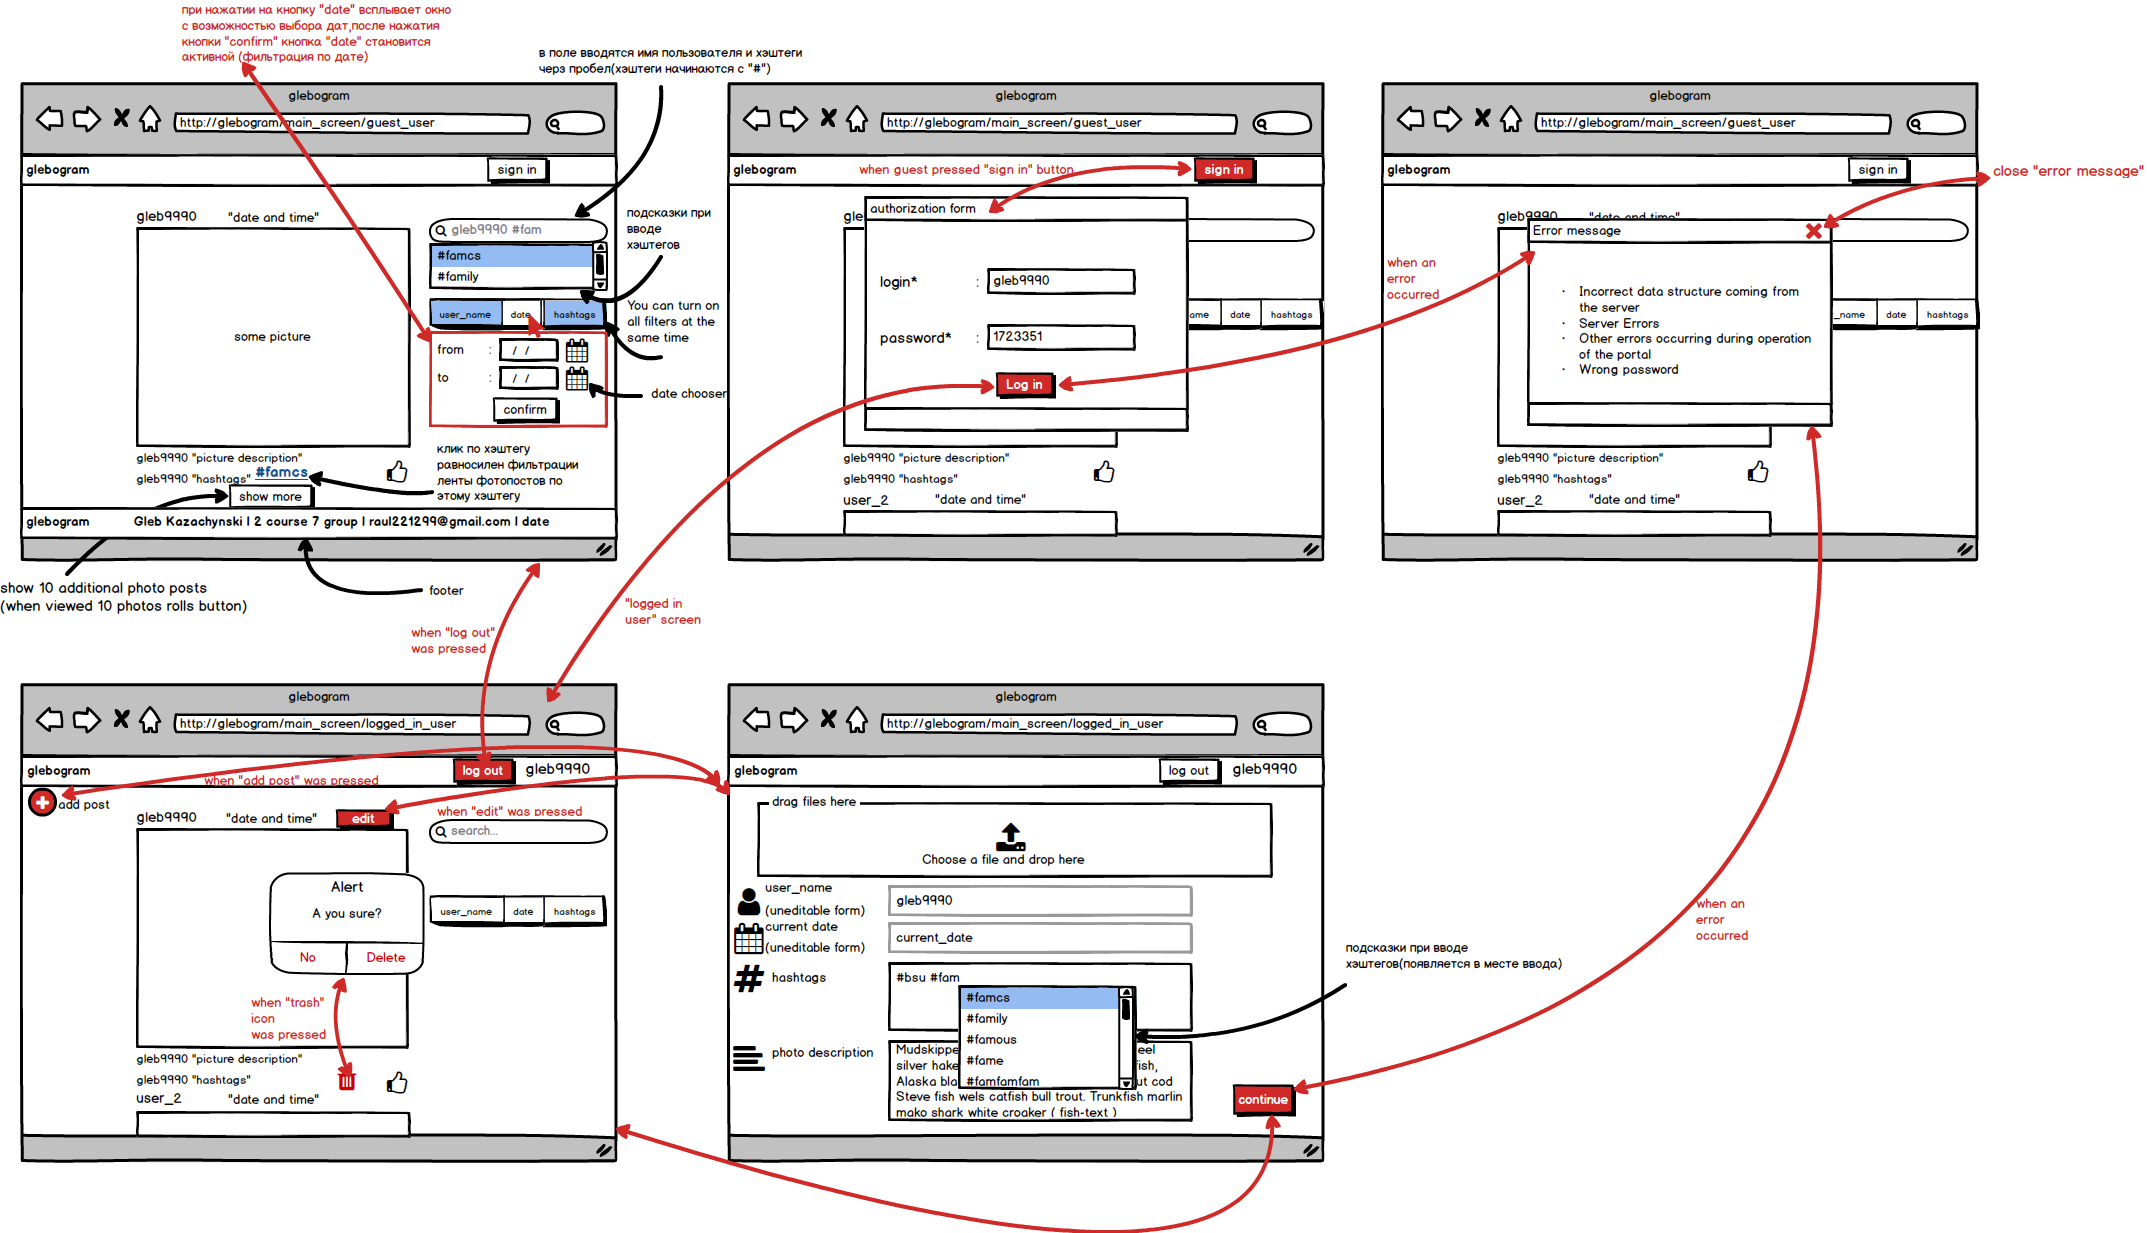 при нажатии на кнопку "date" всплывает окно
с возможностью выбора дат,после нажатия
кнопки "confirm" кнопка "date" становится
активной (фильтрация по дате)
в поле вводятся имя пользователя и хэштеги
черз пробел(хэштеги начинаются с "#")
glebogram
http://glebogram/main_screen/guest_user
glebogram
sign in
gleb9990 "date and time"
gleb9990 #fam
#famcs
#family
подсказки при
вводе
хэштегов
user_name date hashtags
You can turn on
all filters at the
same time
some picture
from : / /
to : / /
confirm
date chooser
gleb9990 "picture description"
gleb9990 "hashtags" #famcs
show more
клик по хэштегу
равносилен фильтрации
ленты фотопостов по
этому хэштегу
glebogram Gleb Kazachynski | 2 course 7 group | raul221299@gmail.com | date
show 10 additional photo posts
(when viewed 10 photos rolls button)
footer
glebogram
http://glebogram/main_screen/guest_user
glebogram
when guest pressed "sign in" button
sign in
gle
authorization form
login* : gleb9990
password* : 1723351
Log in
ame date hashtags
gleb9990 "picture description"
gleb9990 "hashtags"
user_2 "date and time"
glebogram
http://glebogram/main_screen/guest_user
glebogram
sign in
close "error message"
gleb9990 "date and time"
Error message
when an
error
occurred
· Incorrect data structure coming from
the server
· Server Errors
· Other errors occurring during operation
of the portal
· Wrong password
_name date hashtags
gleb9990 "picture description"
gleb9990 "hashtags"
user_2 "date and time"
when "log out"
was pressed
"logged in
user" screen
glebogram
http://glebogram/main_screen/logged_in_user
glebogram
log out gleb9990
when "add post" was pressed
add post
gleb9990 "date and time" edit
when "edit" was pressed
search...
Alert
A you sure?
No Delete
user_name date hashtags
when "trash"
icon
was pressed
gleb9990 "picture description"
gleb9990 "hashtags"
user_2 "date and time"
glebogram
http://glebogram/main_screen/logged_in_user
glebogram
log out gleb9990
drag files here
Choose a file and drop here
user_name
(uneditable form)
gleb9990
current date
(uneditable form)
current_date
hashtags
#bsu #fam
#famcs
#family
#famous
#fame
#famfamfam
photo description
Mudskippe eel
silver hake fish,
Alaska bla ut cod
Steve fish wels catfish bull trout. Trunkfish marlin
mako shark white croaker ( fish-text )
continue
подсказки при вводе
хэштегов(появляется в месте ввода)
when an
error
occurred